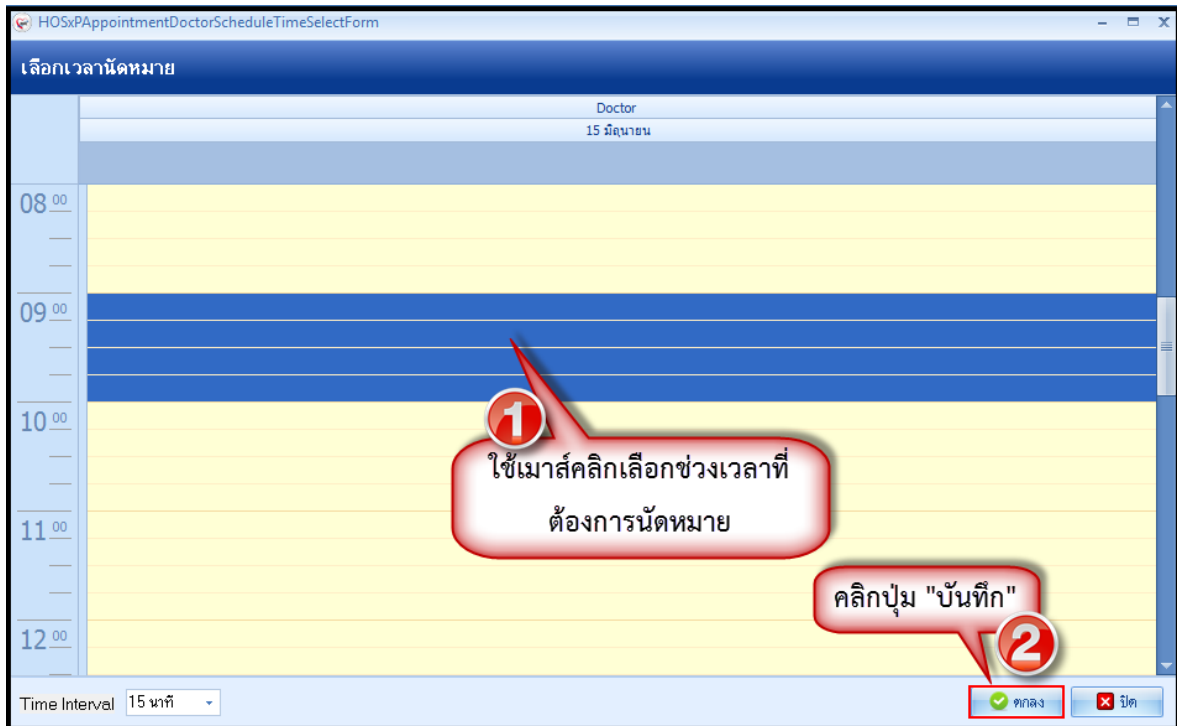 HOSxPAppointmentDoctorScheduleTimeSelectForm
เลือกเวลานัดหมาย
Doctor
15 มิถุนายน
08 00
09 00
10 00
1
ใช้เมาส์คลิกเลือกช่วงเวลาที่
ต้องการนัดหมาย
11 00
คลิกปุ่ม "บันทึก"
12 00
2
Time Interval 15 นาที ตกลง ปิด